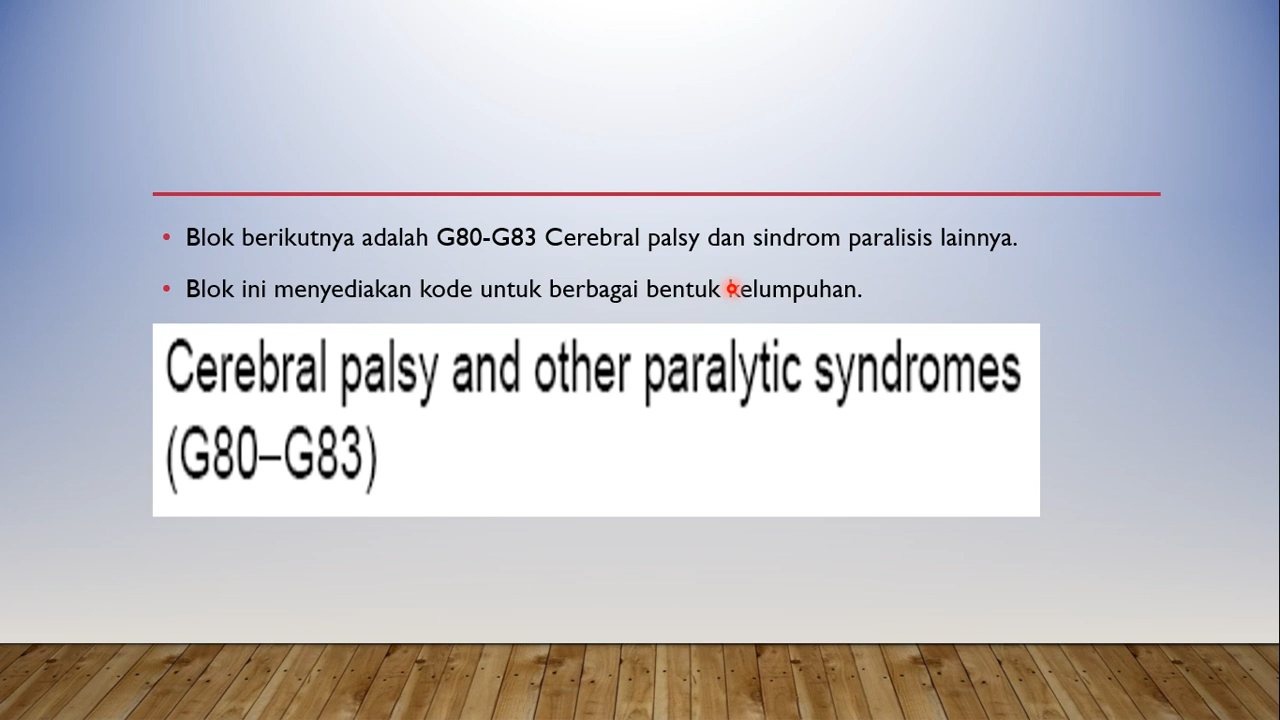 • Blok berikutnya adalah G80-G83 Cerebral palsy dan sindrom paralisis lainnya.
• Blok ini menyediakan kode untuk berbagai bentuk kelumpuhan.
Cerebral palsy and other paralytic syndromes
(G80–G83)